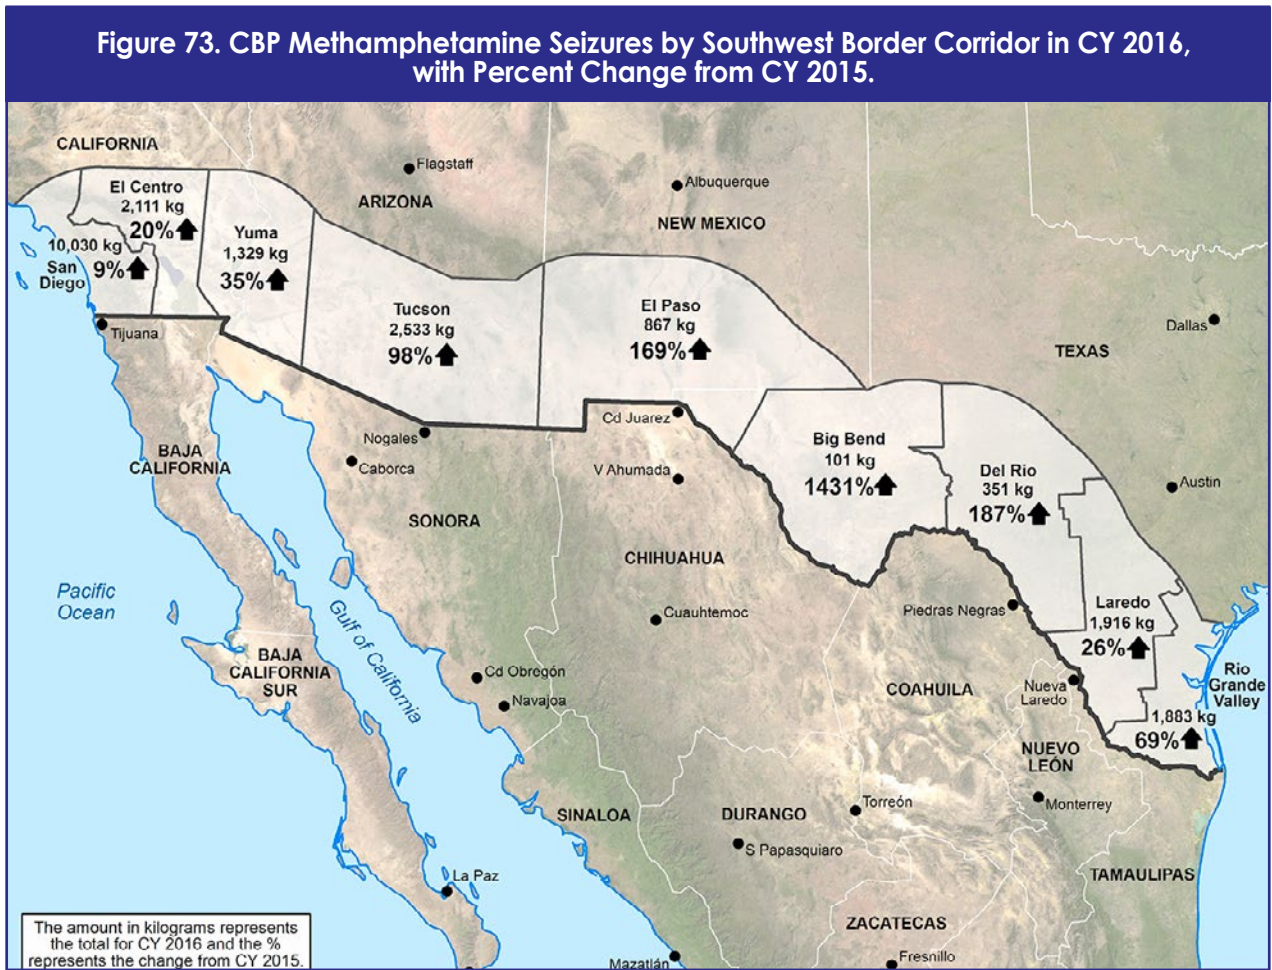 Figure 73. CBP Methamphetamine Seizures by Southwest Border Corridor in CY 2016,
with Percent Change from CY 2015.
CALIFORNIA
Flagstaff
ARIZONA
Albuquerque
NEW MEXICO
El Centro
2,111 kg
20%
Yuma
1,329 kg
35%
10,030 kg
San
Diego
9%
Tijuana
Tucson
2,533 kg
98%
El Paso
867 kg
169%
Dallas
TEXAS
Cd Juarez
Nogales
Caborca
BAJA
CALIFORNIA
V Ahumada
Big Bend
101 kg
1431%
Del Rio
351 kg
187%
Austin
SONORA
CHIHUAHUA
Pacific
Ocean
Gulf of California
Cuauhtemoc
Piedras Negras
Laredo
1,916 kg
26%
BAJA
CALIFORNIA
SUR
Cd Obregón
Navajoa
COAHUILA
Nueva
Laredo
Rio
Grande
Valley
1,883 kg
69%
NUEVO
LEÓN
SINALOA
DURANGO
Torreón
Monterrey
S Papasquiaro
La Paz
TAMAULIPAS
ZACATECAS
Fresnillo
Mazatlán
The amount in kilograms represents
the total for CY 2016 and the %
represents the change from CY 2015.